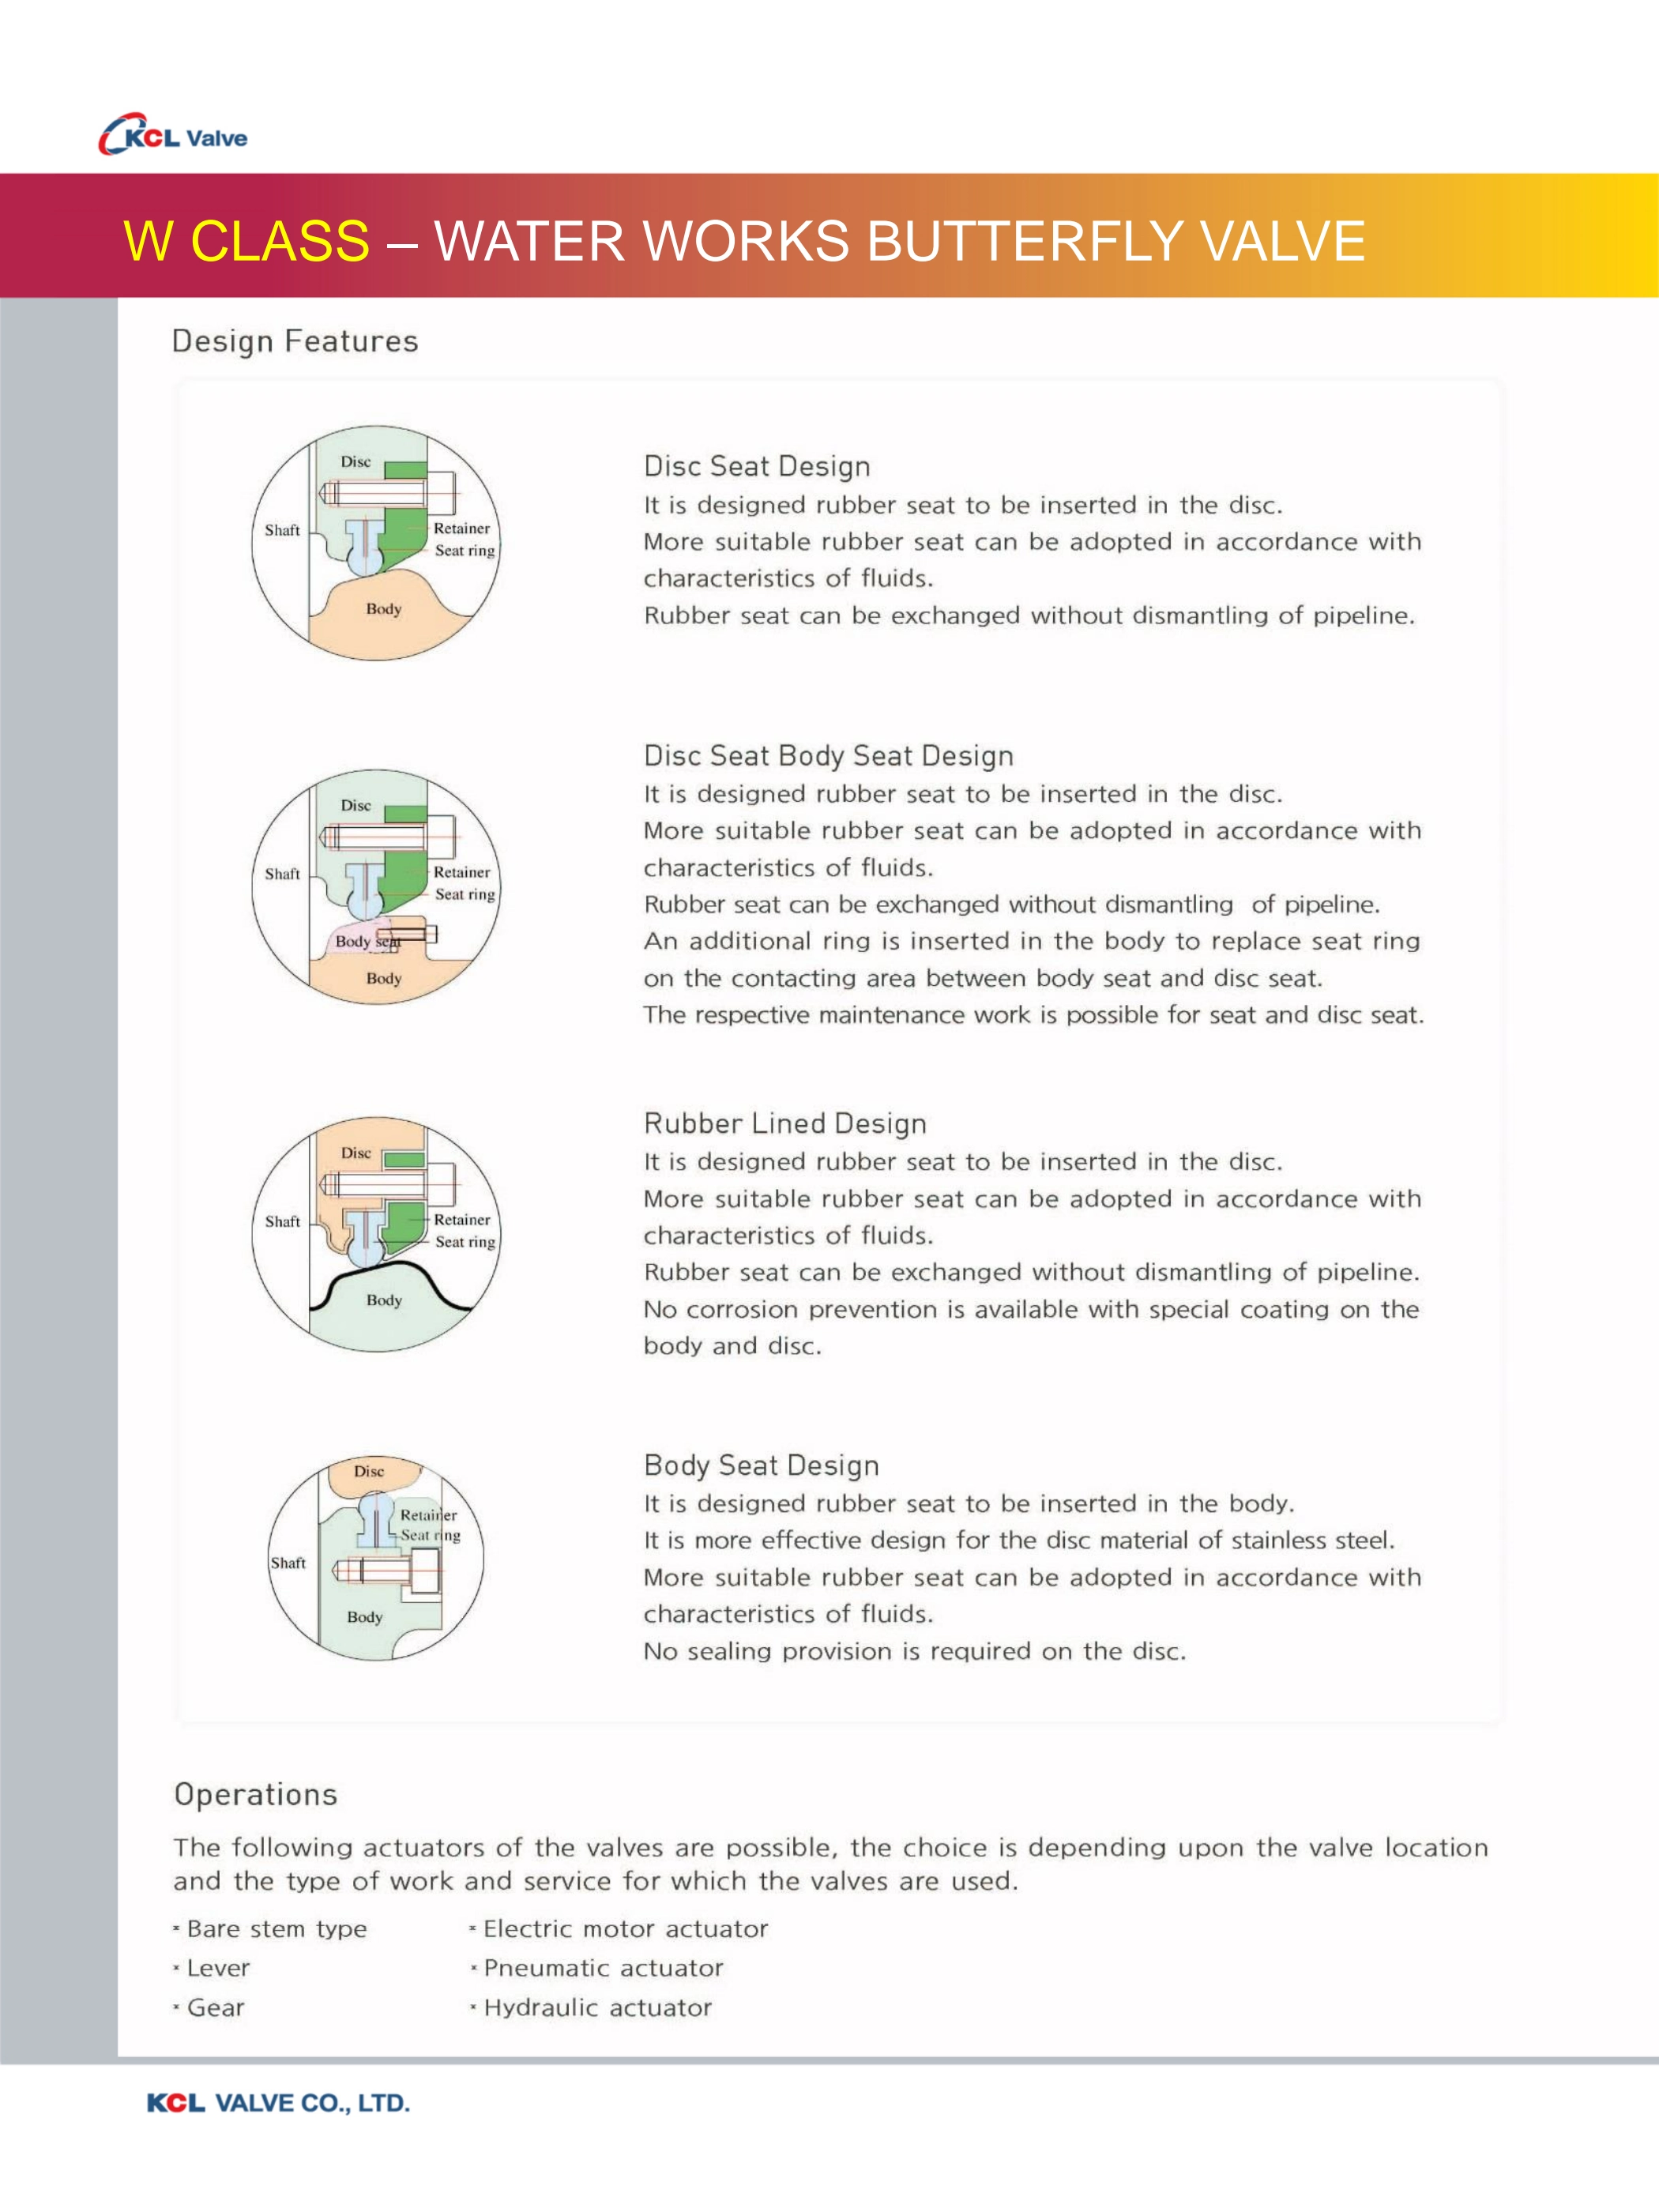 KCL Valve
W CLASS – WATER WORKS BUTTERFLY VALVE
Design Features
Disc
Shaft
Retainer
Seat ring
Body
Disc Seat Design
It is designed rubber seat to be inserted in the disc.
More suitable rubber seat can be adopted in accordance with
characteristics of fluids.
Rubber seat can be exchanged without dismantling of pipeline.
Disc
Shaft
Retainer
Seat ring
Body seat
Body
Disc Seat Body Seat Design
It is designed rubber seat to be inserted in the disc.
More suitable rubber seat can be adopted in accordance with
characteristics of fluids.
Rubber seat can be exchanged without dismantling of pipeline.
An additional ring is inserted in the body to replace seat ring
on the contacting area between body seat and disc seat.
The respective maintenance work is possible for seat and disc seat.
Disc
Shaft
Retainer
Seat ring
Body
Rubber Lined Design
It is designed rubber seat to be inserted in the disc.
More suitable rubber seat can be adopted in accordance with
characteristics of fluids.
Rubber seat can be exchanged without dismantling of pipeline.
No corrosion prevention is available with special coating on the
body and disc.
Disc
Retainer
Seat ring
Shaft
Body
Body Seat Design
It is designed rubber seat to be inserted in the body.
It is more effective design for the disc material of stainless steel.
More suitable rubber seat can be adopted in accordance with
characteristics of fluids.
No sealing provision is required on the disc.
Operations
The following actuators of the valves are possible, the choice is depending upon the valve location
and the type of work and service for which the valves are used.
* Bare stem type
* Lever
* Gear
* Electric motor actuator
* Pneumatic actuator
* Hydraulic actuator
KCL VALVE CO., LTD.